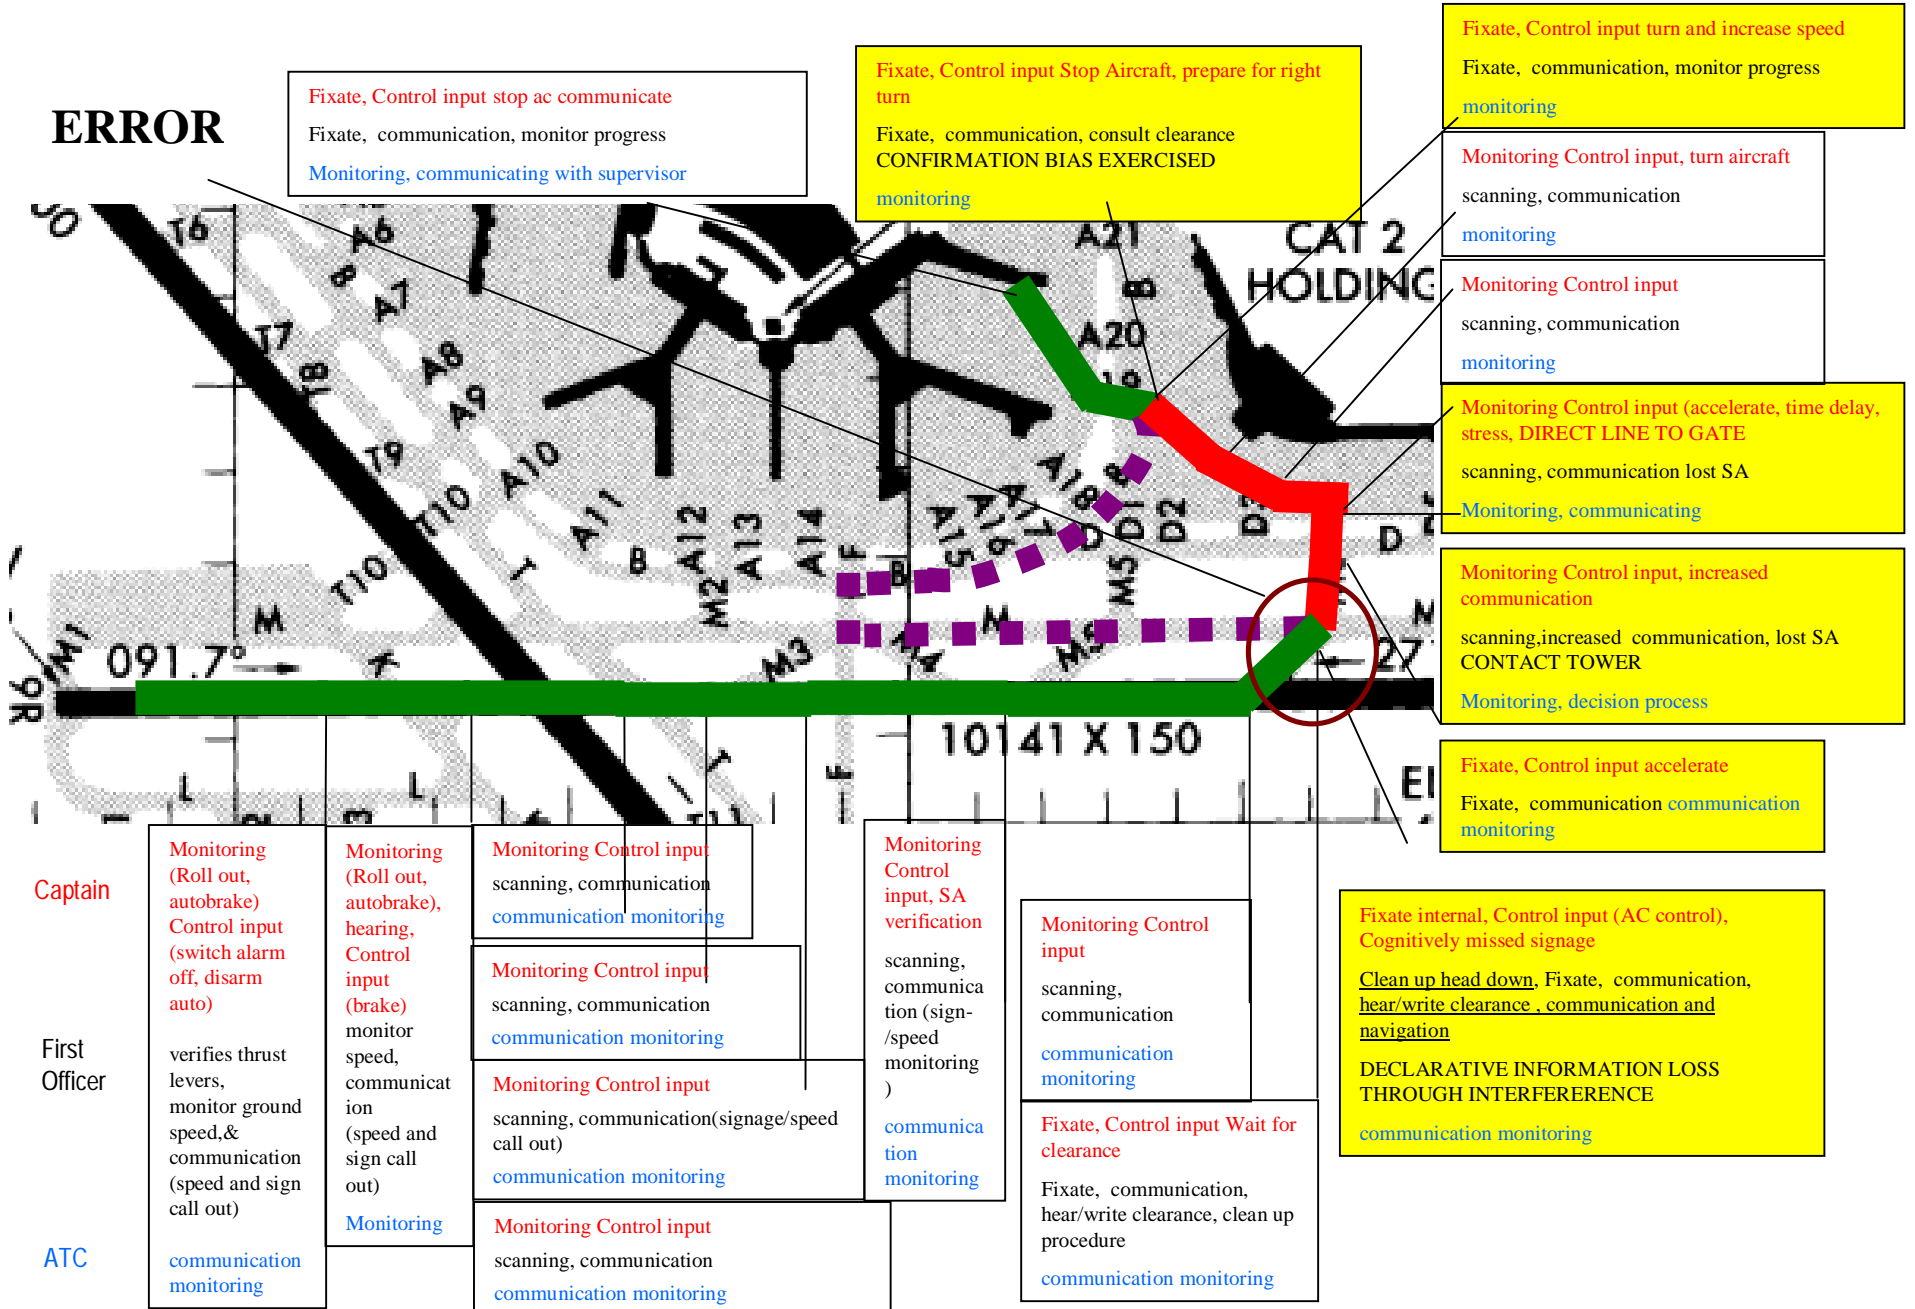 ERROR
Fixate, Control input stop ac communicate
Fixate, communication, monitor progress
Monitoring, communicating with supervisor
Fixate, Control input Stop Aircraft, prepare for right
turn
Fixate, communication, consult clearance
CONFIRMATION BIAS EXERCISED
monitoring
Fixate, Control input turn and increase speed
Fixate, communication, monitor progress
monitoring
Monitoring Control input, turn aircraft
scanning, communication
monitoring
Monitoring Control input
scanning, communication
monitoring
Monitoring Control input (accelerate, time delay,
stress, DIRECT LINE TO GATE
scanning, communication lost SA
Monitoring, communicating
Monitoring Control input, increased
communication
scanning,increased communication, lost SA
CONTACT TOWER
Monitoring, decision process
Fixate, Control input accelerate
Fixate, communication communication
monitoring
T6
A6
B
A7
T7
A8
T8
A9
T9
A10
T10
A11
T10
T
B
A12
M2
A13
A14
F
B
A15
A16
A17
A18
B
D
D1
D2
M5
A21
B
A20
19
CAT 2
HOLDING
D
M
M1
M
K
M3
M
M5
9R
091.7°
27
10141 X 150
L
L
T
F
Captain
First
Officer
ATC
Monitoring
(Roll out,
autobrake)
Control input
(switch alarm
off, disarm
auto)
verifies thrust
levers,
monitor ground
speed,&
communication
(speed and sign
call out)
communication
monitoring
Monitoring
(Roll out,
autobrake),
hearing,
Control
input
(brake)
monitor
speed,
communicat
ion
(speed and
sign call
out)
Monitoring
Monitoring Control input
scanning, communication
communication monitoring
Monitoring Control input
scanning, communication
communication monitoring
Monitoring Control input
scanning, communication(signage/speed
call out)
communication monitoring
Monitoring Control input
scanning, communication
communication monitoring
Monitoring
Control
input, SA
verification
scanning,
communica
tion (sign-
/speed
monitoring
)
communica
tion
monitoring
Monitoring Control
input
scanning,
communication
communication
monitoring
Fixate, Control input Wait for
clearance
Fixate, communication,
hear/write clearance, clean up
procedure
communication monitoring
Fixate internal, Control input (AC control),
Cognitively missed signage
Clean up head down, Fixate, communication,
hear/write clearance , communication and
navigation
DECLARATIVE INFORMATION LOSS
THROUGH INTERFERERENCE
communication monitoring